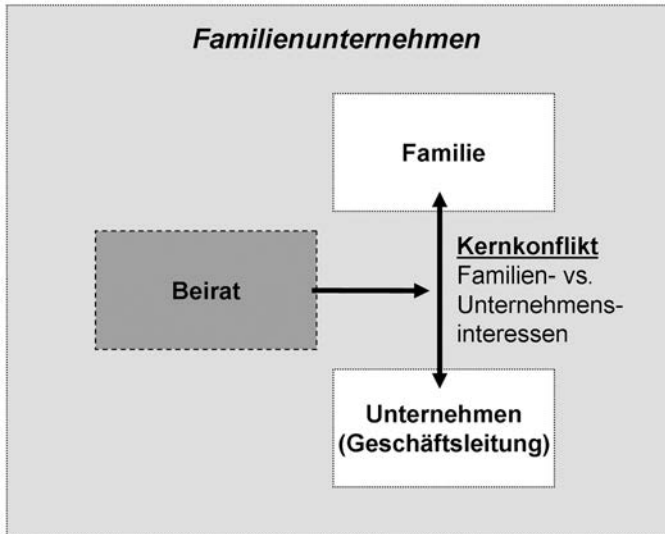 Familienunternehmen
Familie
Kernkonflikt
Familien- vs.
Unternehmens-
interessen
Beirat
Unternehmen
(Geschäftsleitung)